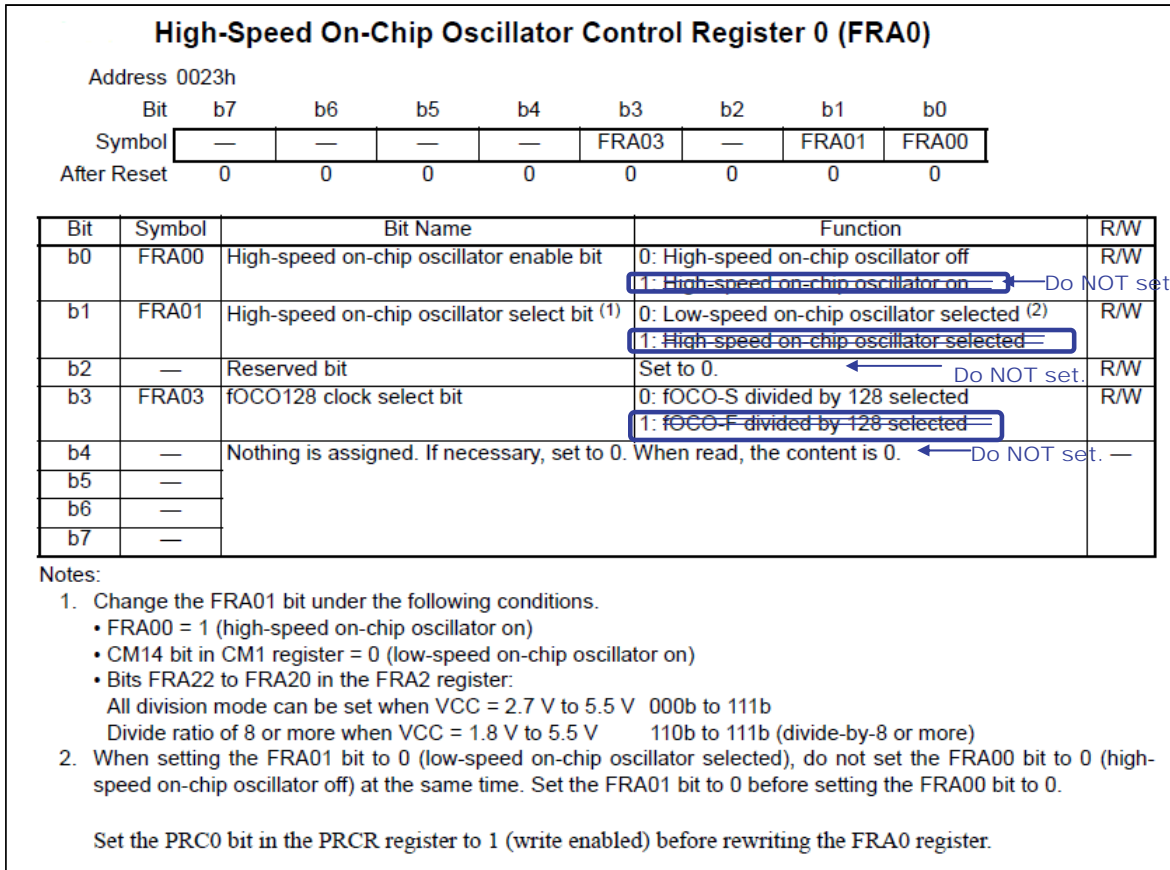 High-Speed On-Chip Oscillator Control Register 0 (FRA0)
Address 0023h
Bit b7 b6 b5 b4 b3 b2 b1 b0
Symbol — — — — FRA03 — FRA01 FRA00
After Reset 0 0 0 0 0 0 0 0
Bit Symbol Bit Name Function R/W
b0 FRA00 High-speed on-chip oscillator enable bit 0: High-speed on-chip oscillator off R/W
1: High-speed on-chip oscillator on Do NOT set
b1 FRA01 High-speed on-chip oscillator select bit (1) 0: Low-speed on-chip oscillator selected (2) R/W
1: High-speed on-chip oscillator selected
b2 — Reserved bit Set to 0. Do NOT set. R/W
b3 FRA03 fOCO128 clock select bit 0: fOCO-S divided by 128 selected R/W
1: fOCO-F divided by 128 selected
b4 — Nothing is assigned. If necessary, set to 0. When read, the content is 0. Do NOT set. —
b5 —
b6 —
b7 —
Notes:
1. Change the FRA01 bit under the following conditions.
• FRA00 = 1 (high-speed on-chip oscillator on)
• CM14 bit in CM1 register = 0 (low-speed on-chip oscillator on)
• Bits FRA22 to FRA20 in the FRA2 register:
All division mode can be set when VCC = 2.7 V to 5.5 V 000b to 111b
Divide ratio of 8 or more when VCC = 1.8 V to 5.5 V 110b to 111b (divide-by-8 or more)
2. When setting the FRA01 bit to 0 (low-speed on-chip oscillator selected), do not set the FRA00 bit to 0 (high-
speed on-chip oscillator off) at the same time. Set the FRA01 bit to 0 before setting the FRA00 bit to 0.
Set the PRC0 bit in the PRCR register to 1 (write enabled) before rewriting the FRA0 register.